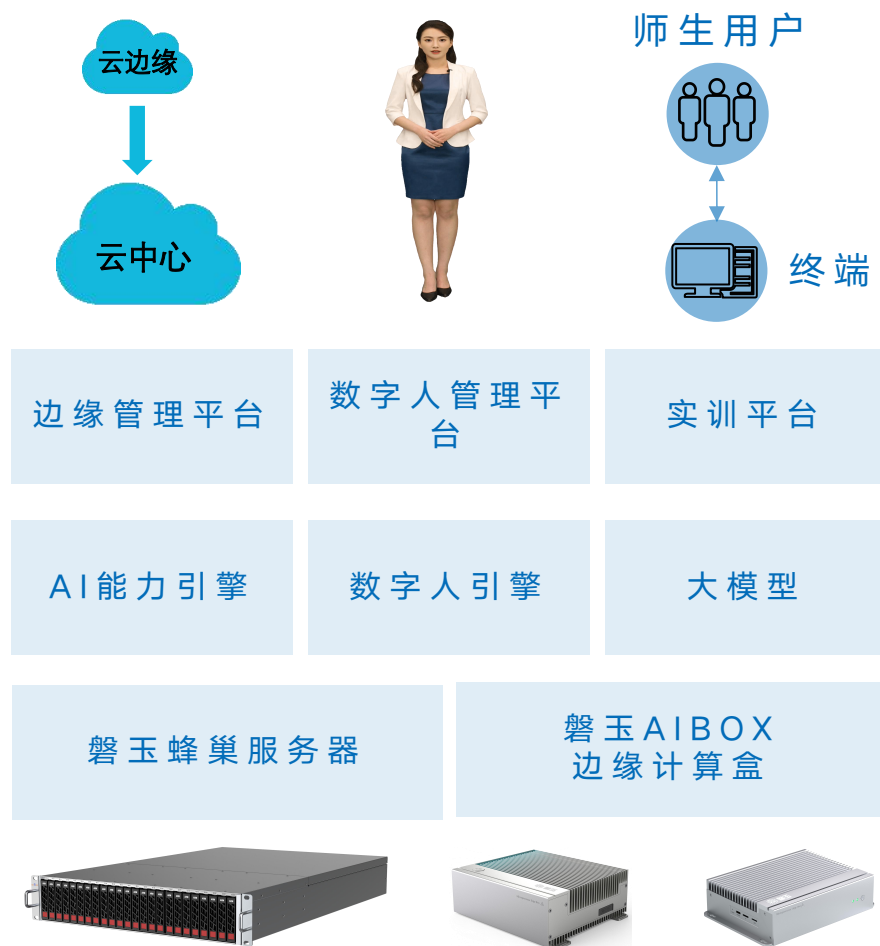 云边缘
师生用户
云中心
终端
边缘管理平台
数字人管理平
台
实训平台
AI能力引擎
数字人引擎
大模型
磐玉蜂巢服务器
磐玉AIBOX
边缘计算盒